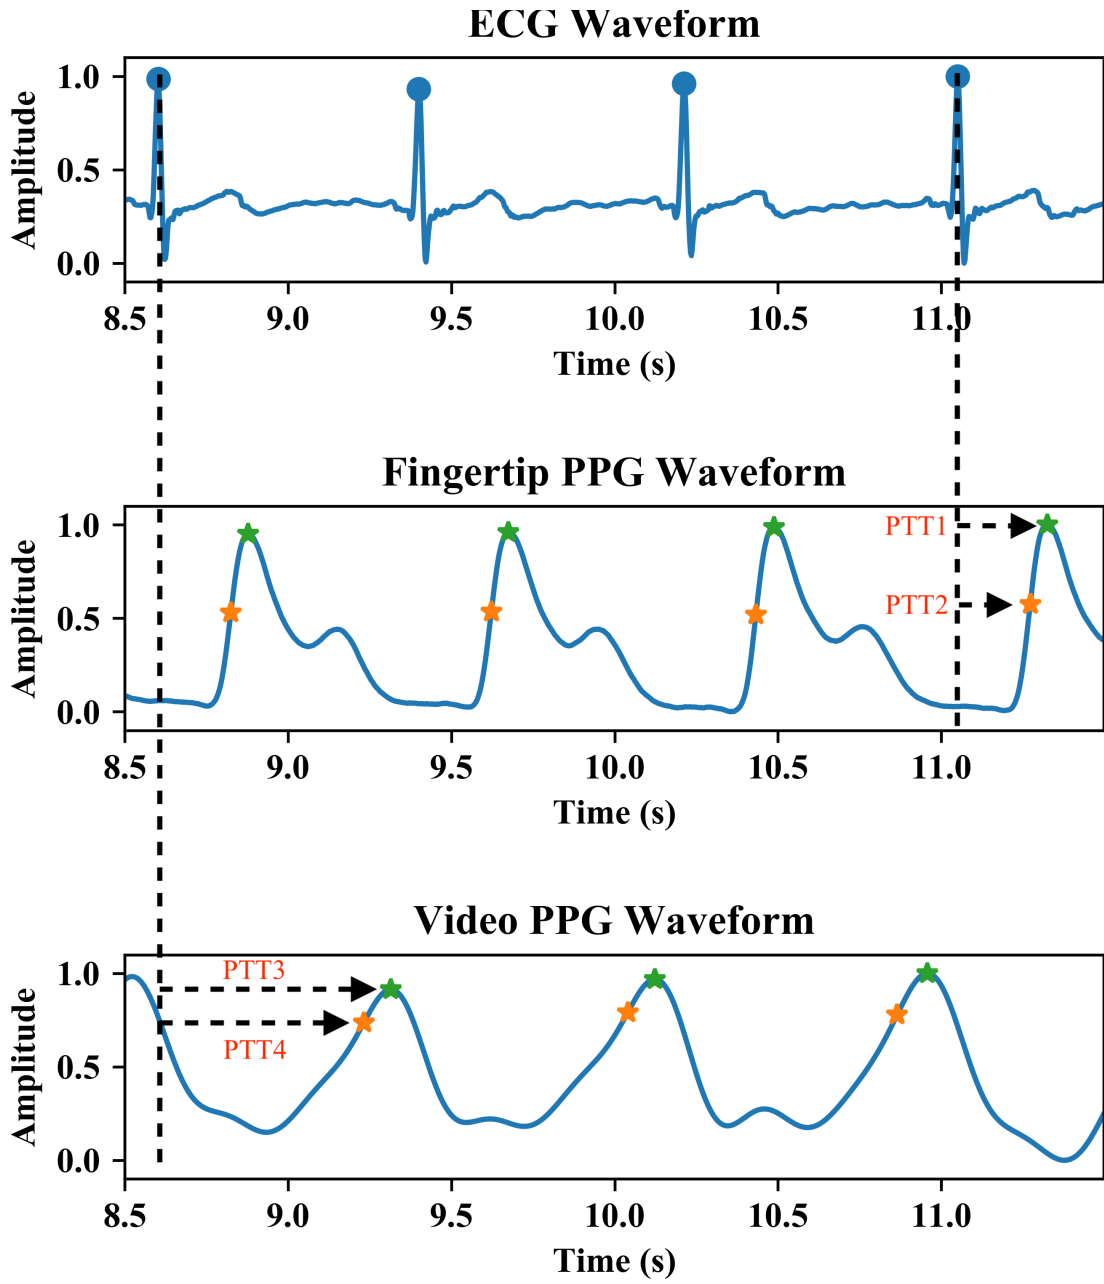 ECG Waveform
Amplitude
1.0
0.5
0.0
8.5 9.0 9.5 10.0 10.5 11.0
Time (s)
Fingertip PPG Waveform
Amplitude
1.0
0.5
0.0
PTT1
PTT2
8.5 9.0 9.5 10.0 10.5 11.0
Time (s)
Video PPG Waveform
Amplitude
1.0
0.5
0.0
PTT3
PTT4
8.5 9.0 9.5 10.0 10.5 11.0
Time (s)